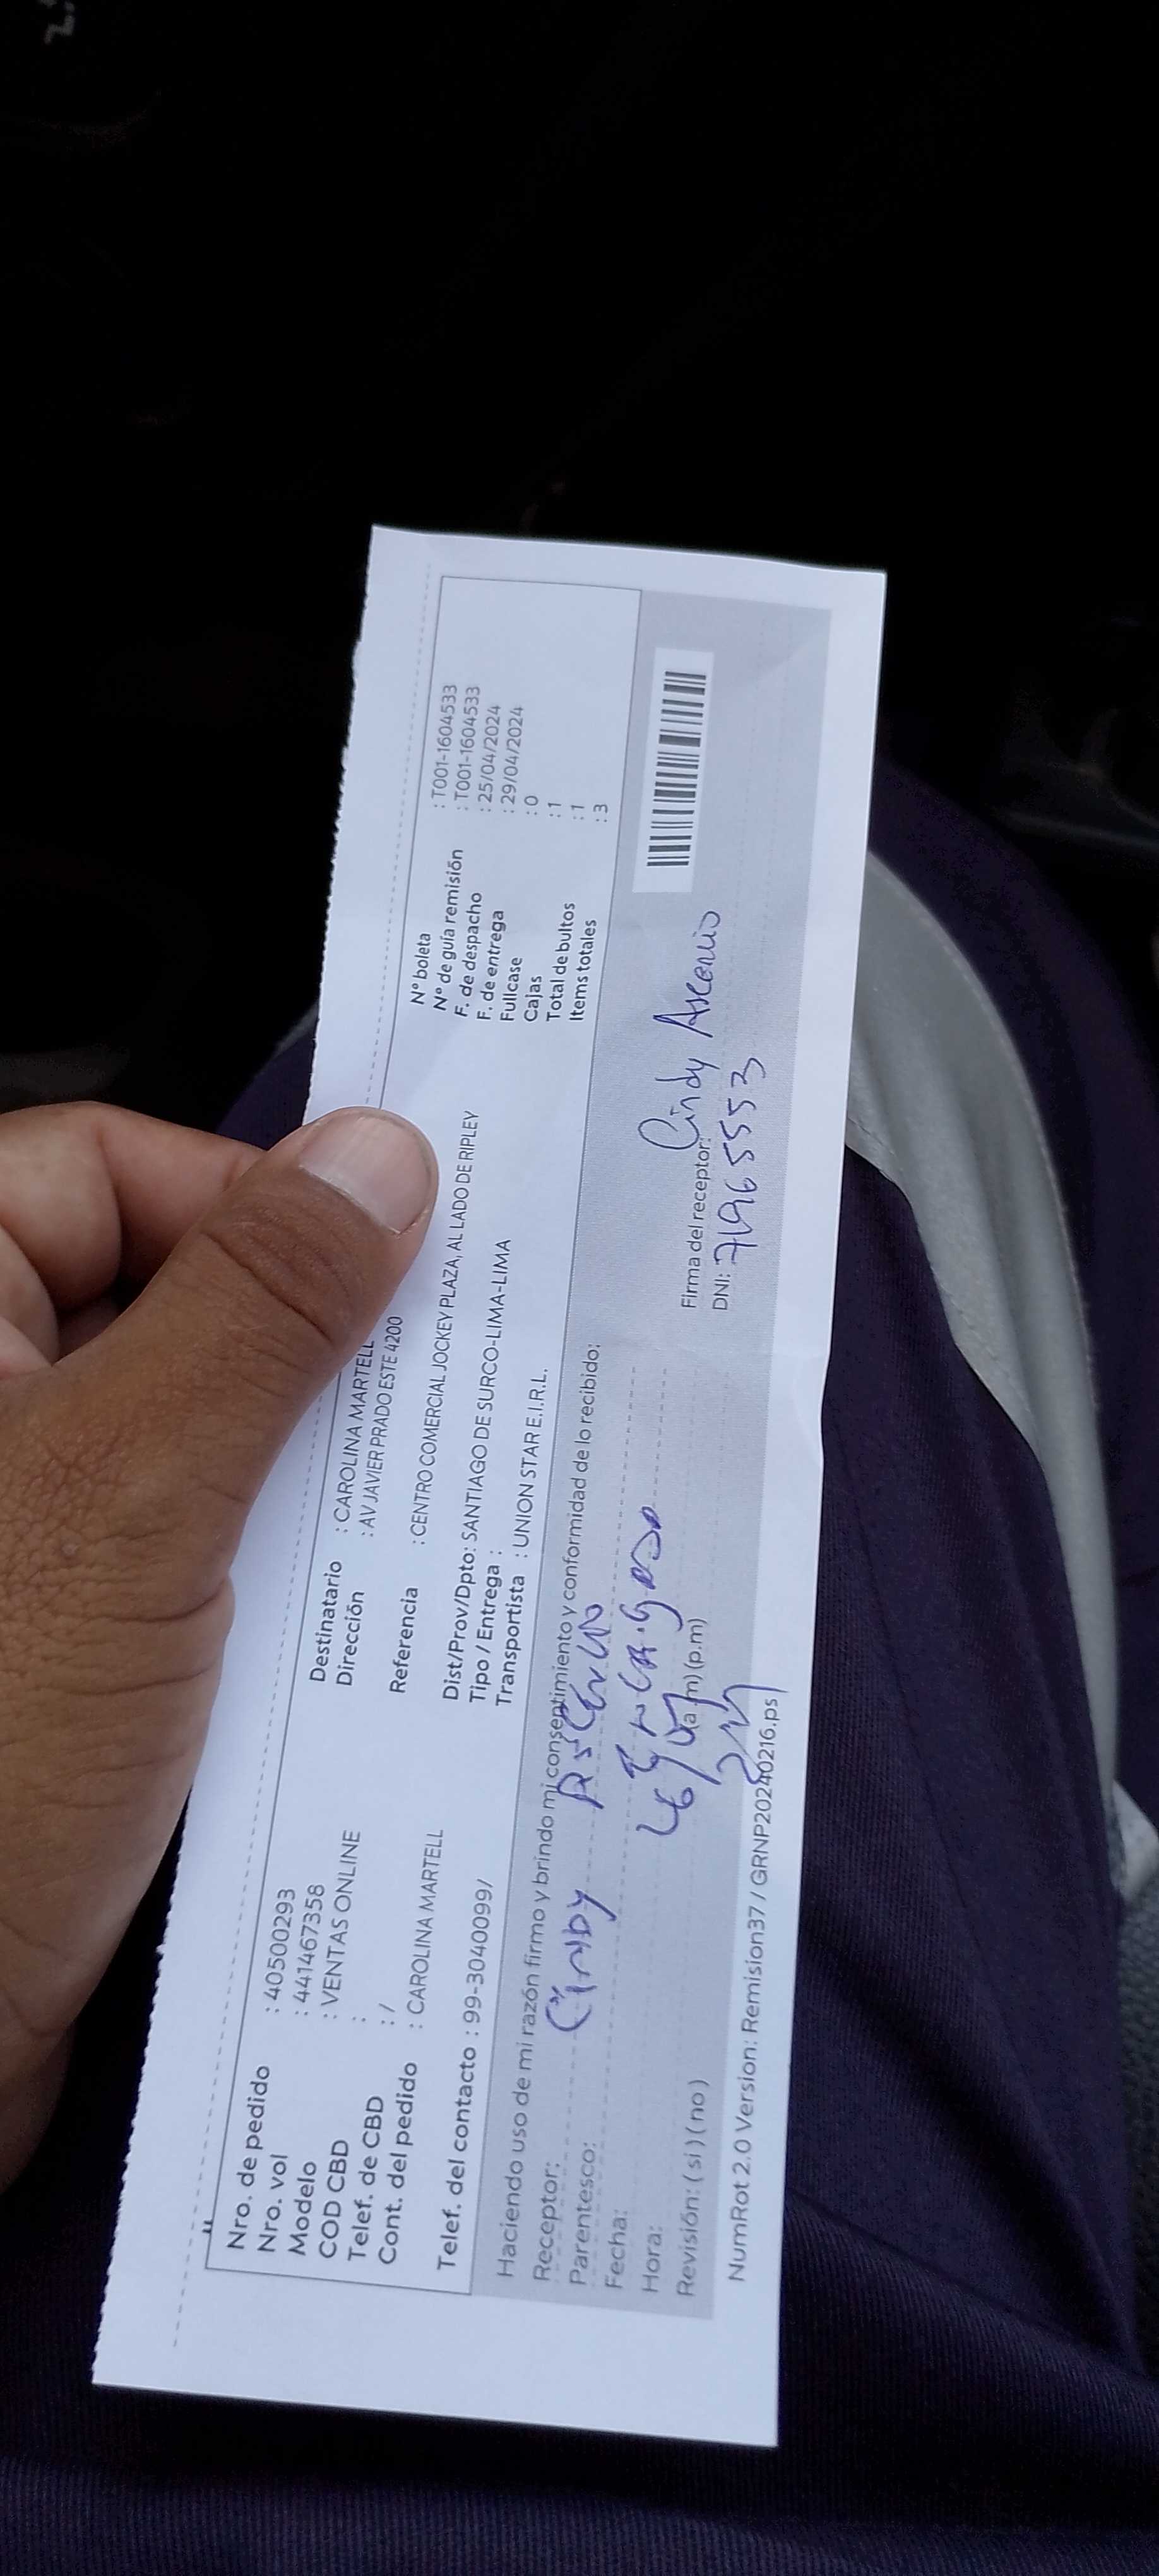 Nro. de pedido : 40500293
Nro. vol : 441467358
Modelo : VENTAS ONLINE
COD CBD :
Telef. de CBD : /
Cont. del pedido : CAROLINA MARTELL
Telef. del contacto : 99-3040099/
Destinatario : CAROLINA MARTELL
Dirección : AV JAVIER PRADO ESTE 4200
Referencia : CENTRO COMERCIAL JOCKEY PLAZA, AL LADO DE RIPLEY
Dist/Prov/Dpto: SANTIAGO DE SURCO-LIMA-LIMA
Tipo / Entrega :
Transportista : UNION STAR E.I.R.L.
N° boleta : T001-1604533
N° de guía remisión : T001-1604533
F. de despacho : 25/04/2024
F. de entrega : 29/04/2024
Fullcase : 0
Cajas : 1
Total de bultos : 1
Items totales : 3
Haciendo uso de mi razón firmo y brindo mi consentimiento y conformidad de lo recibido:
Receptor: Cindy Ascencio
Parentesco:
Fecha:
Hora: (a.m) (p.m)
Revisión: ( si ) ( no )
Firma del receptor: Cindy Ascencio
DNI: 71965553
NumRot 2.0 Version: Remision37 / GRNP20240216.ps